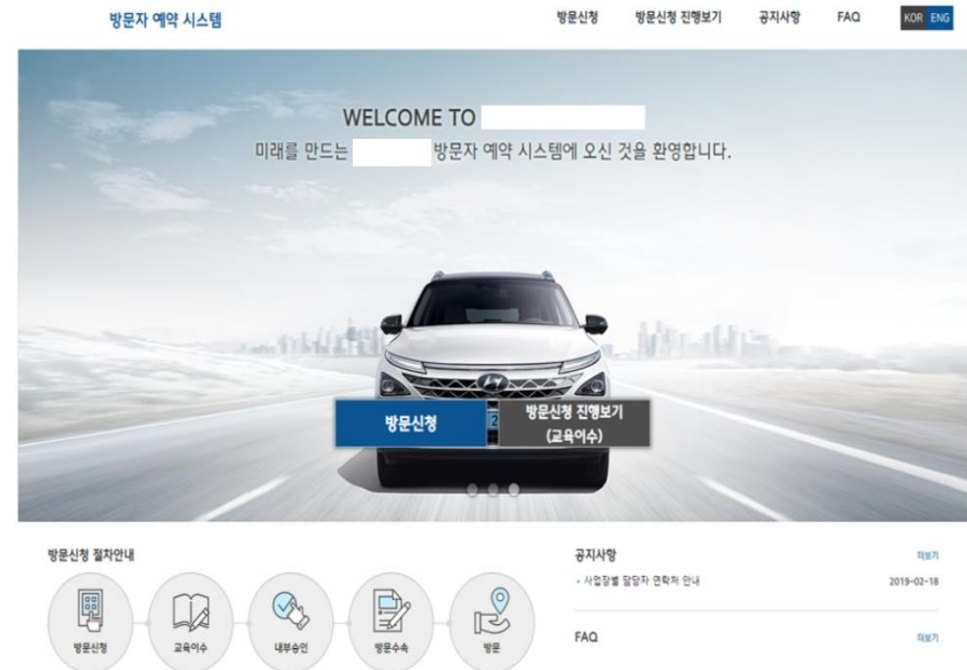 방문자 예약 시스템
방문신청 방문신청 진행보기 공지사항 FAQ KOR ENG
WELCOME TO
미래를 만드는 방문자 예약 시스템에 오신 것을 환영합니다.
방문신청
2
방문신청 진행보기
(교육이수)
방문신청 절차안내
방문신청 교육이수 내부승인 방문수속 방문
공지사항 더보기
• 사업장별 담당자 연락처 안내 2019-02-18
FAQ 더보기